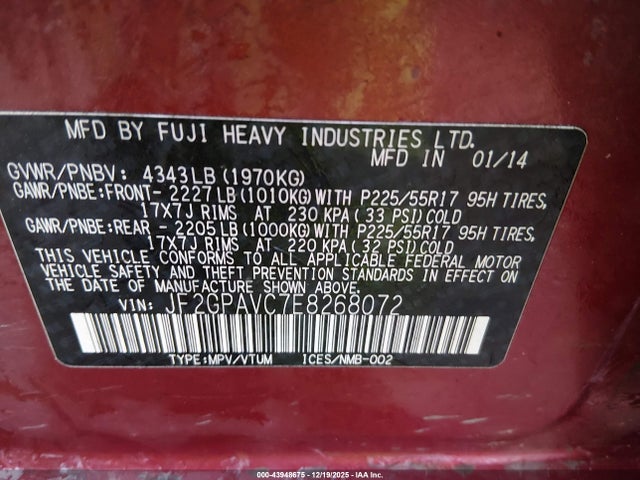 MFD BY FUJI HEAVY INDUSTRIES LTD.
MFD IN 01/14
GVWR/PNBV: 4343LB (1970KG)
GAWR/PNBE:FRONT- 2227LB(1010KG)WITH P225/55R17 95H TIRES,
17X7J RIMS AT 230 KPA(33 PSI)COLD
GAWR/PNBE:REAR - 2205LB(1000KG)WITH P225/55R17 95H TIRES,
17X7J RIMS AT 220 KPA(32 PSI)COLD
THIS VEHICLE CONFORMS TO ALL APPLICABLE FEDERAL MOTOR
VEHICLE SAFETY AND THEFT PREVENTION STANDARDS IN EFFECT ON
THE DATE OF MANUFACTURE SHOWN ABOVE.
VIN: JF2GPAVC7E8268072
TYPE:MPV/VTUM ICES/NMB-002
000-43948675 - 12/19/2025 - IAA Inc.